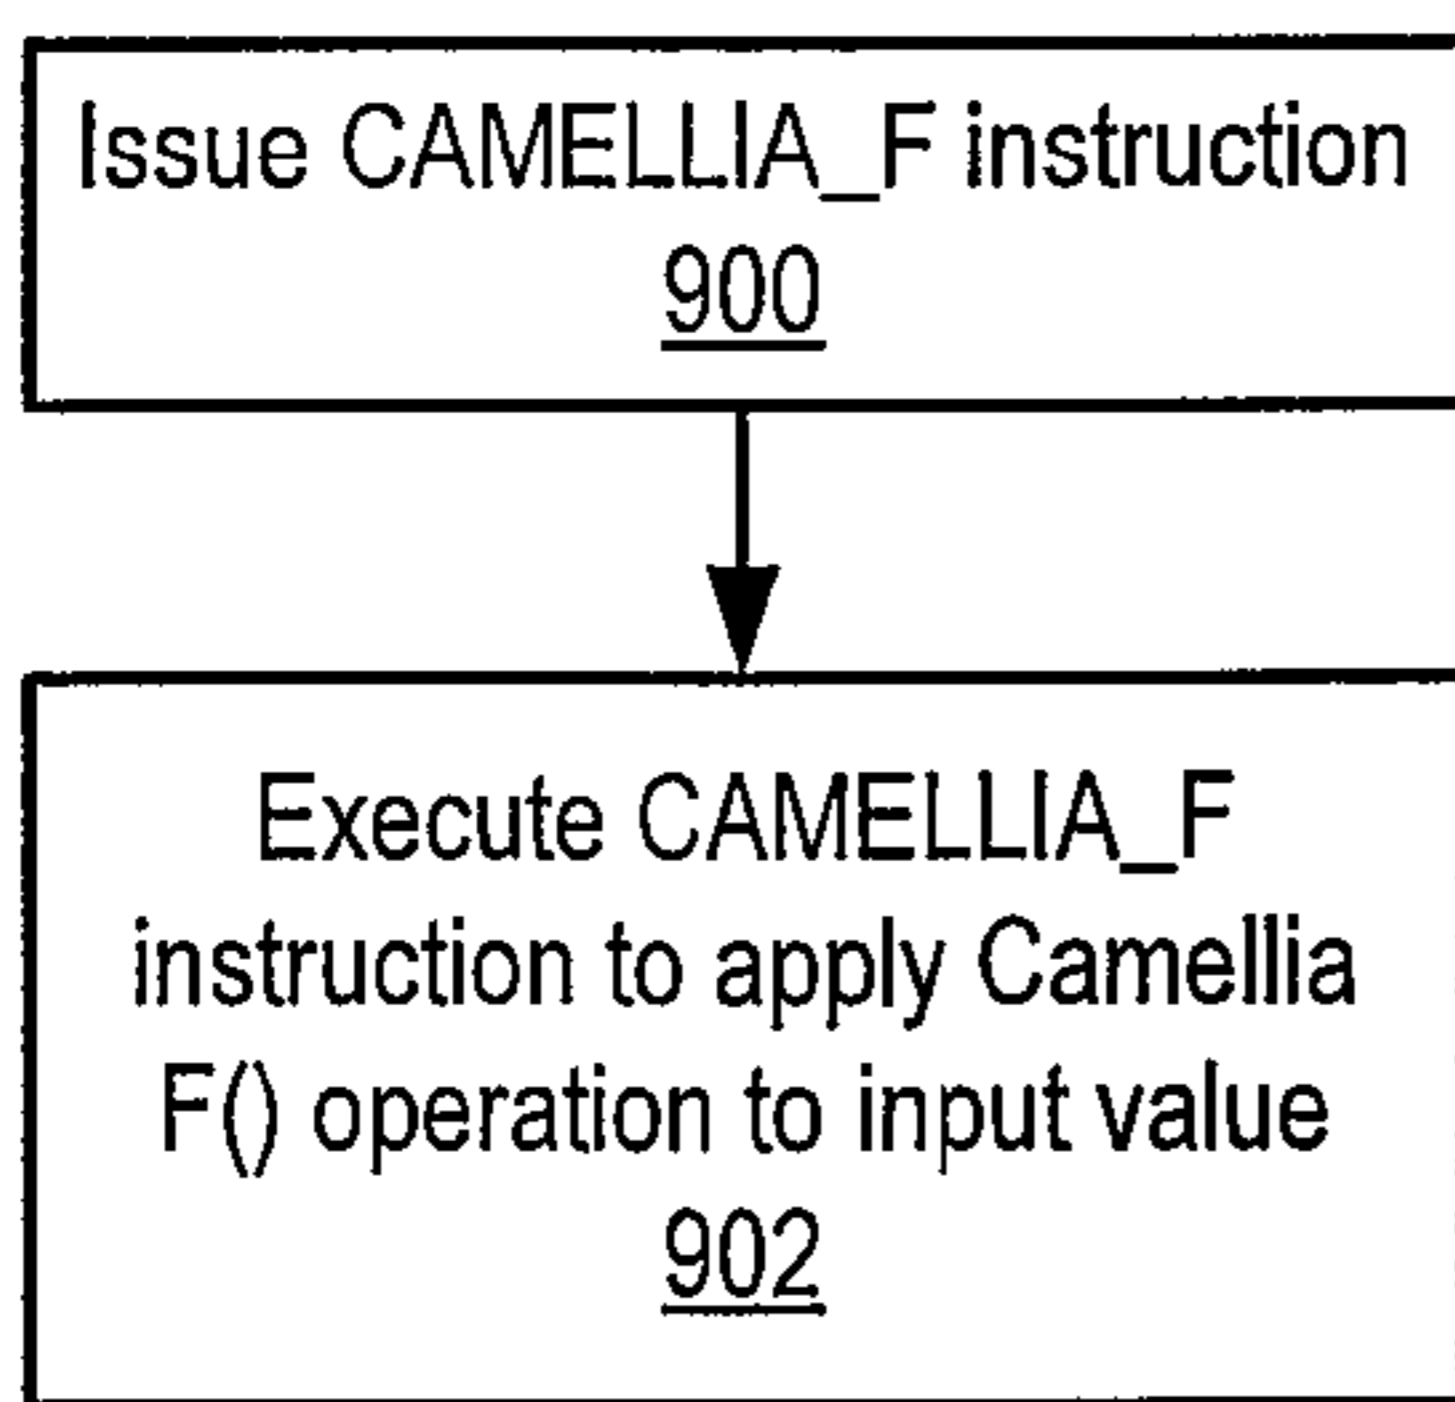 Issue CAMELLIA_F instruction
900
Execute CAMELLIA_F
instruction to apply Camellia
F() operation to input value
902